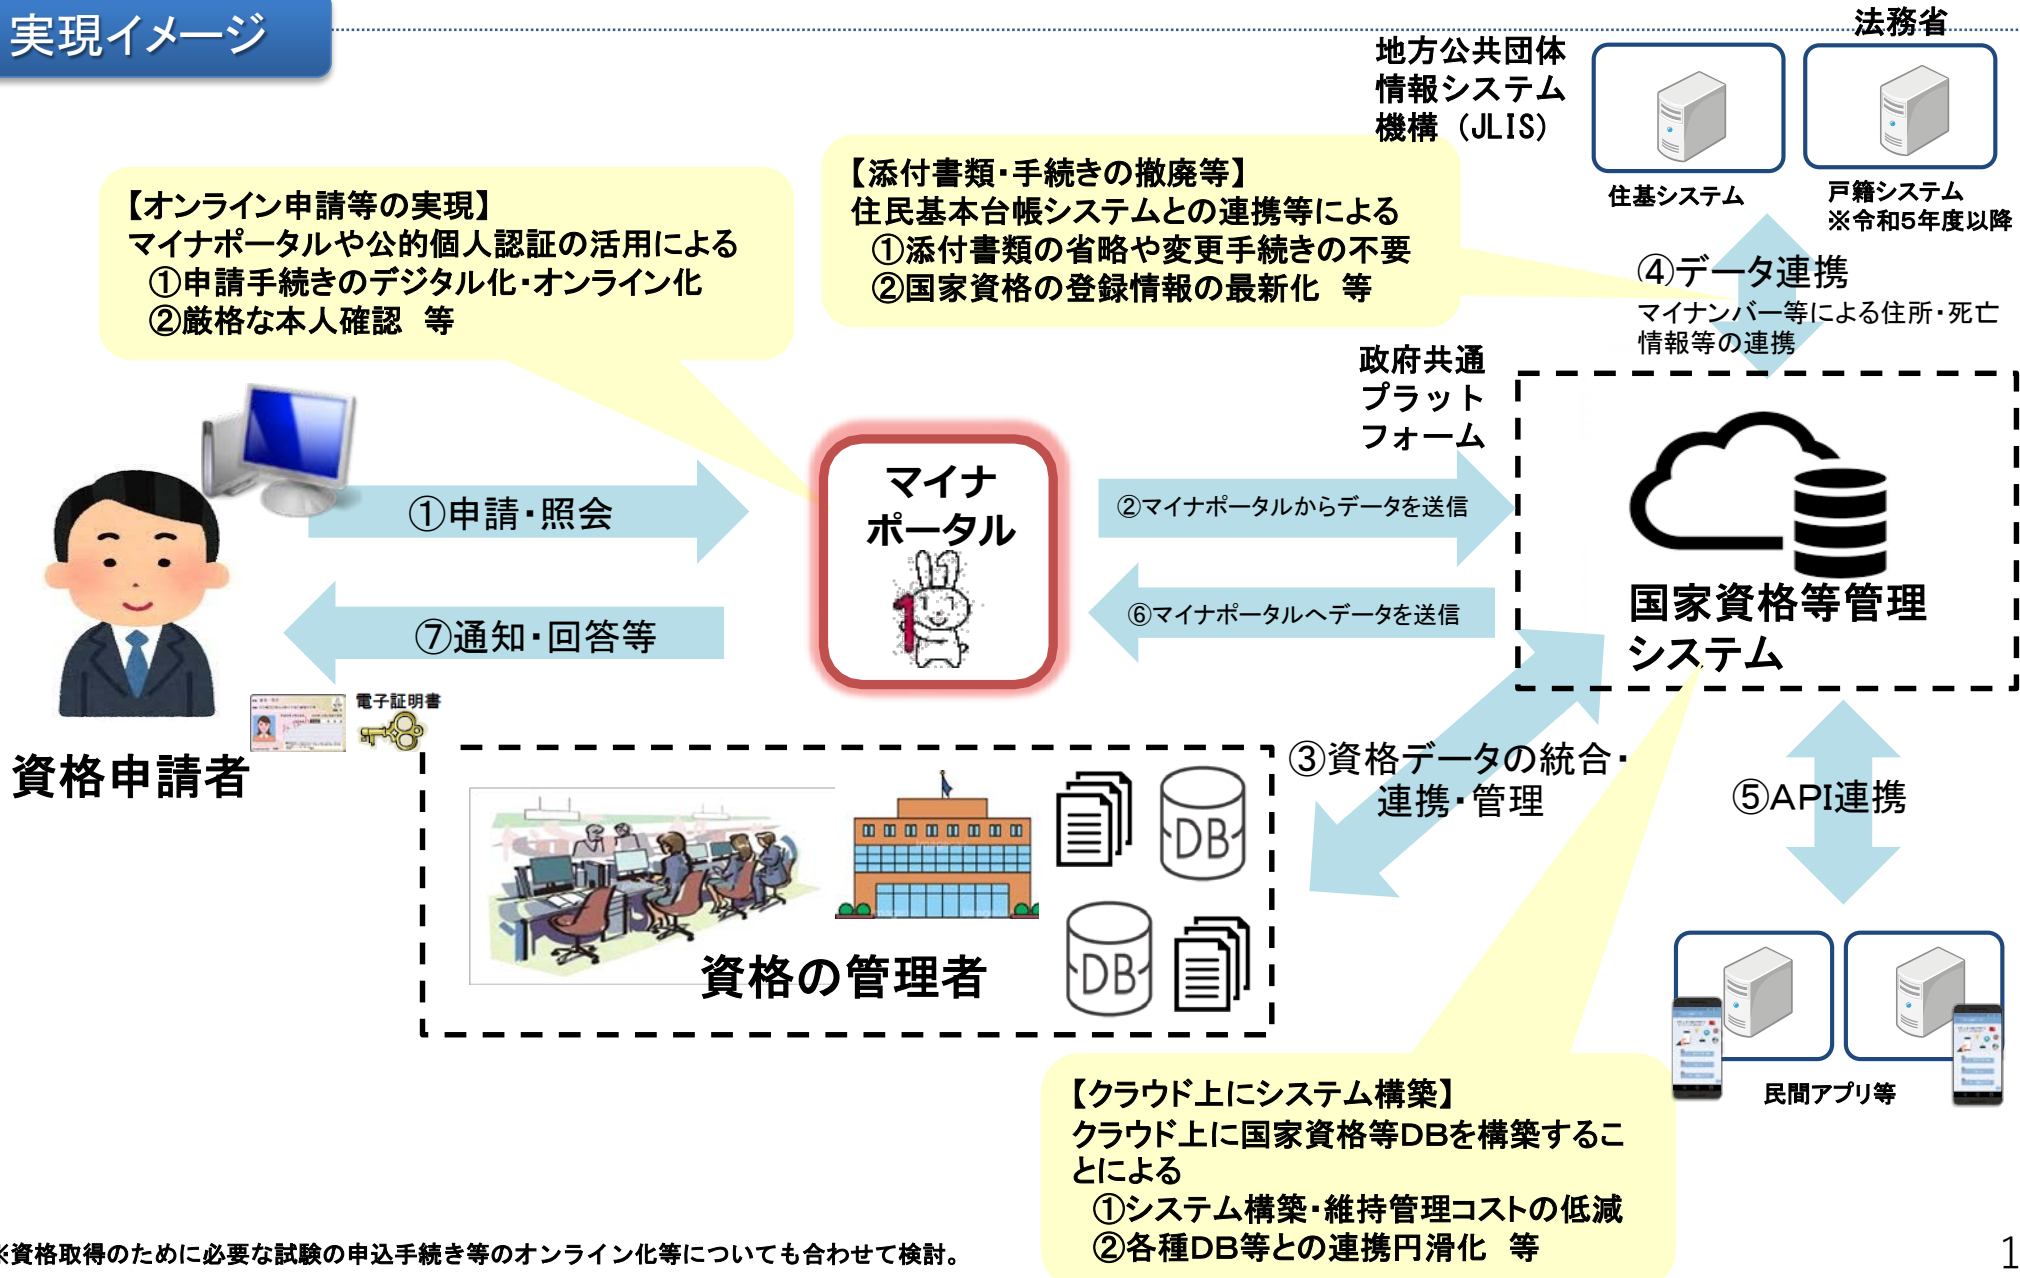 実現イメージ
法務省
地方公共団体
情報システム
機構（JLIS）
住基システム
戸籍システム
※令和5年度以降
【オンライン申請等の実現】
マイナポータルや公的個人認証の活用による
①申請手続きのデジタル化・オンライン化
②厳格な本人確認　等
【添付書類・手続きの撤廃等】
住民基本台帳システムとの連携等による
①添付書類の省略や変更手続きの不要
②国家資格の登録情報の最新化　等
④データ連携
マイナンバー等による住所・死亡
情報等の連携
政府共通
プラット
フォーム
マイナ
ポータル
①申請・照会
②マイナポータルからデータを送信
⑥マイナポータルへデータを送信
⑦通知・回答等
国家資格等管理
システム
電子証明書
資格申請者
③資格データの統合・
連携・管理
⑤API連携
DB
DB
資格の管理者
民間アプリ等
【クラウド上にシステム構築】
クラウド上に国家資格等DBを構築するこ
とによる
①システム構築・維持管理コストの低減
②各種DB等との連携円滑化　等
※資格取得のために必要な試験の申込手続き等のオンライン化等についても合わせて検討。
1